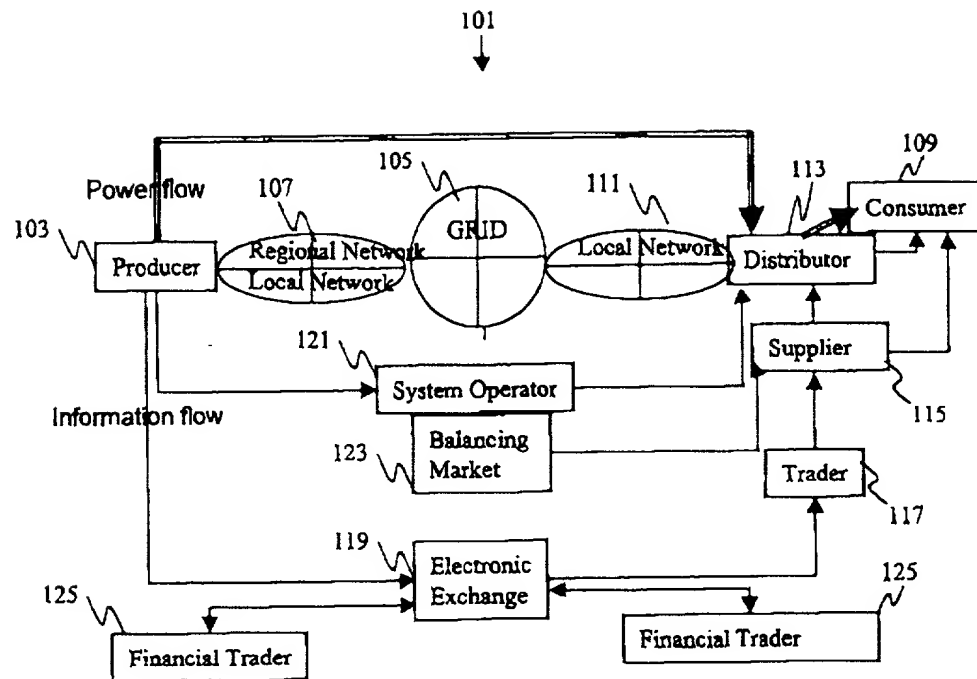 101
109
105
113
Power flow
107
111
Consumer
103
Regional Network
GRID
Local Network
Producer
Local Network
Distributor
121
Supplier
System Operator
115
Information flow
Balancing
Market
123
Trader
117
119
Electronic
Exchange
125
125
Financial Trader
Financial Trader